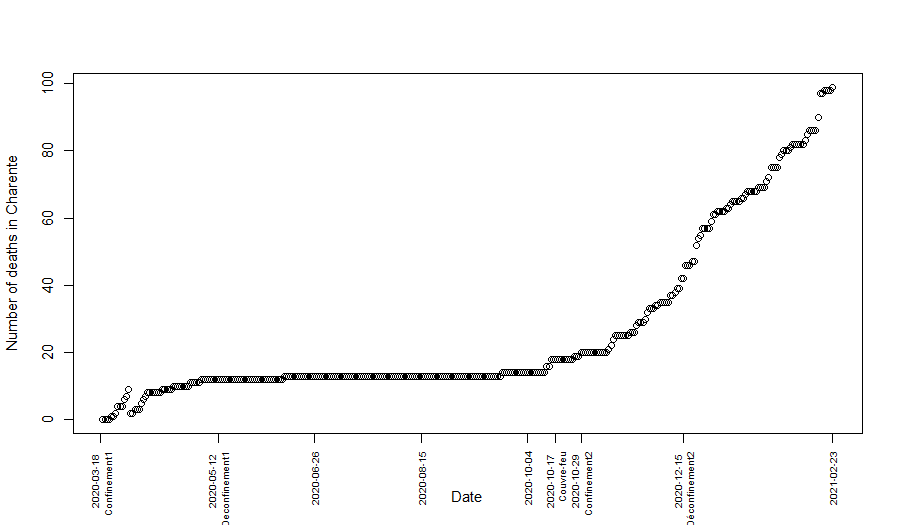 Number of deaths in Charente
100
80
60
40
20
0
2020-03-18
Confinement1
2020-05-12
Déconfinement1
2020-06-26
2020-08-15
2020-10-04
2020-10-17
Couvre-feu
2020-10-29
Confinement2
2020-12-15
Déconfinement2
2021-02-23
Date